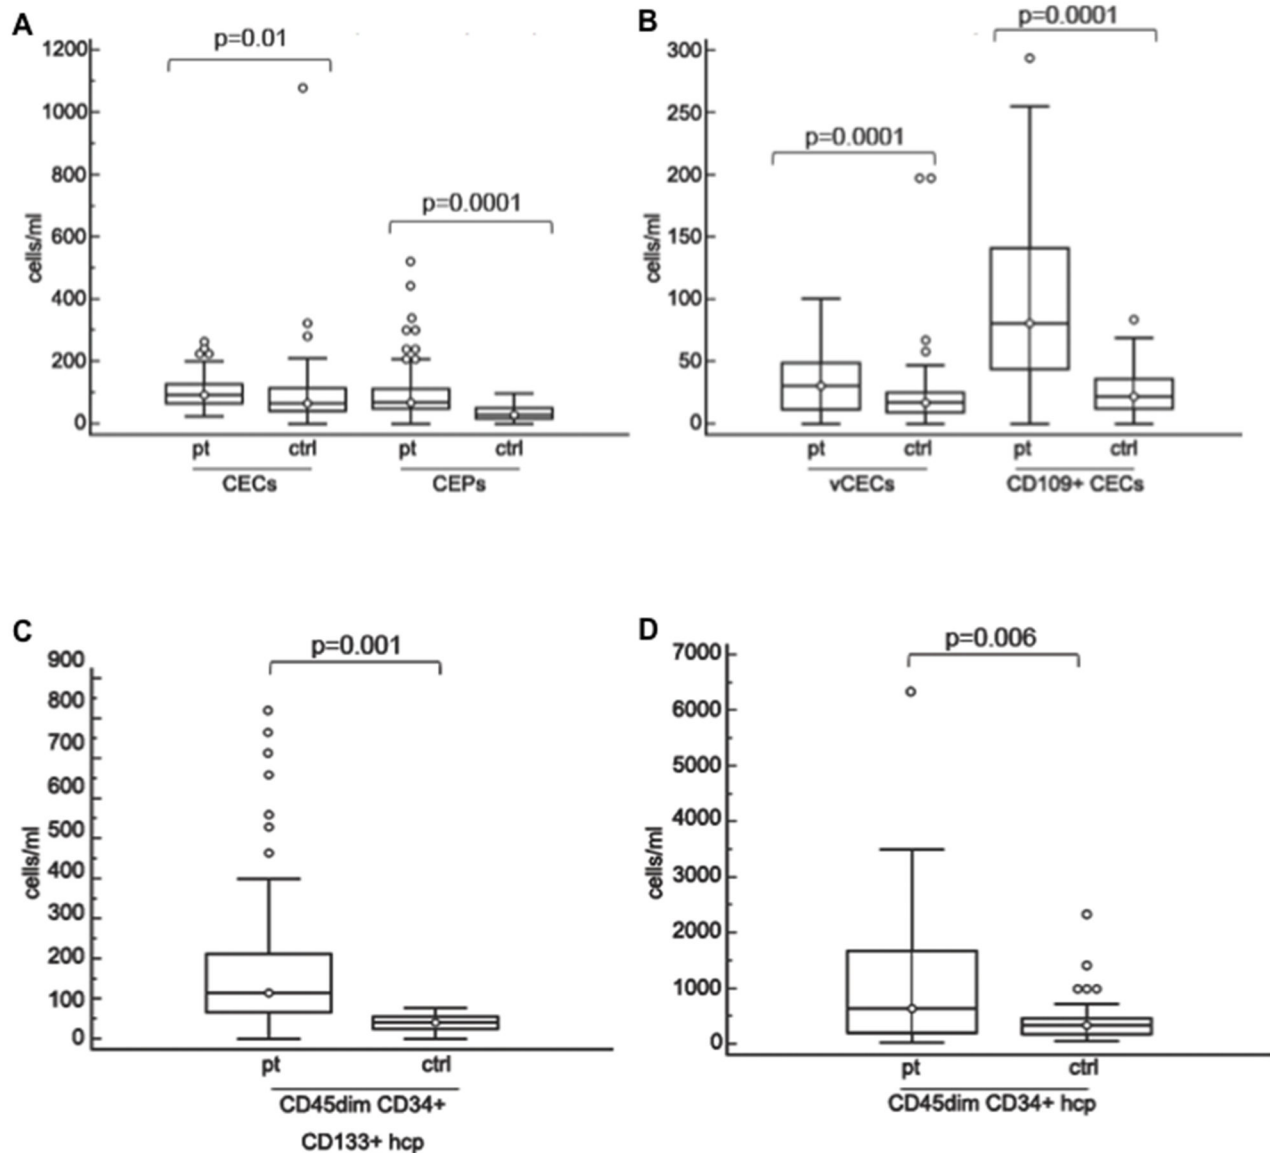 A
p=0.01
p=0.0001
cells/ml
1200
1000
800
600
400
200
0
pt ctrl pt ctrl
CECs CEPs
B
p=0.0001
p=0.0001
cells/ml
300
250
200
150
100
50
0
pt ctrl pt ctrl
vCECs CD109+ CECs
C
p=0.001
cells/ml
900
800
700
600
500
400
300
200
100
0
pt ctrl
CD45dim CD34+
CD133+ hcp
D
p=0.006
cells/ml
7000
6000
5000
4000
3000
2000
1000
0
pt ctrl
CD45dim CD34+ hcp